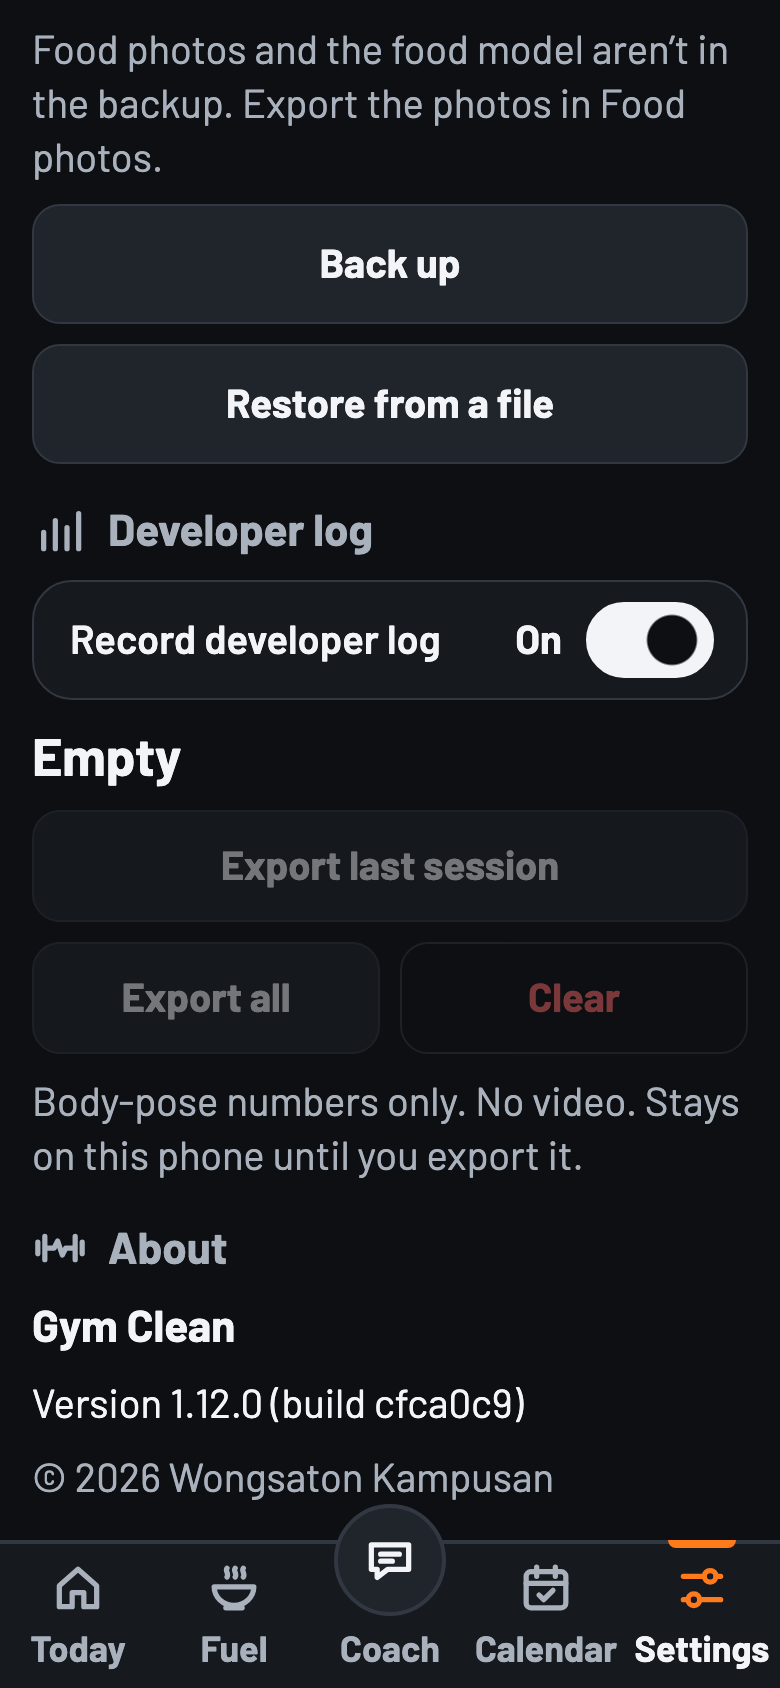 Food photos and the food model aren’t in
the backup. Export the photos in Food
photos.
Back up
Restore from a file
Developer log
Record developer log On
Empty
Export last session
Export all Clear
Body-pose numbers only. No video. Stays
on this phone until you export it.
About
Gym Clean
Version 1.12.0 (build cfca0c9)
© 2026 Wongsaton Kampusan
Today Fuel Coach Calendar Settings